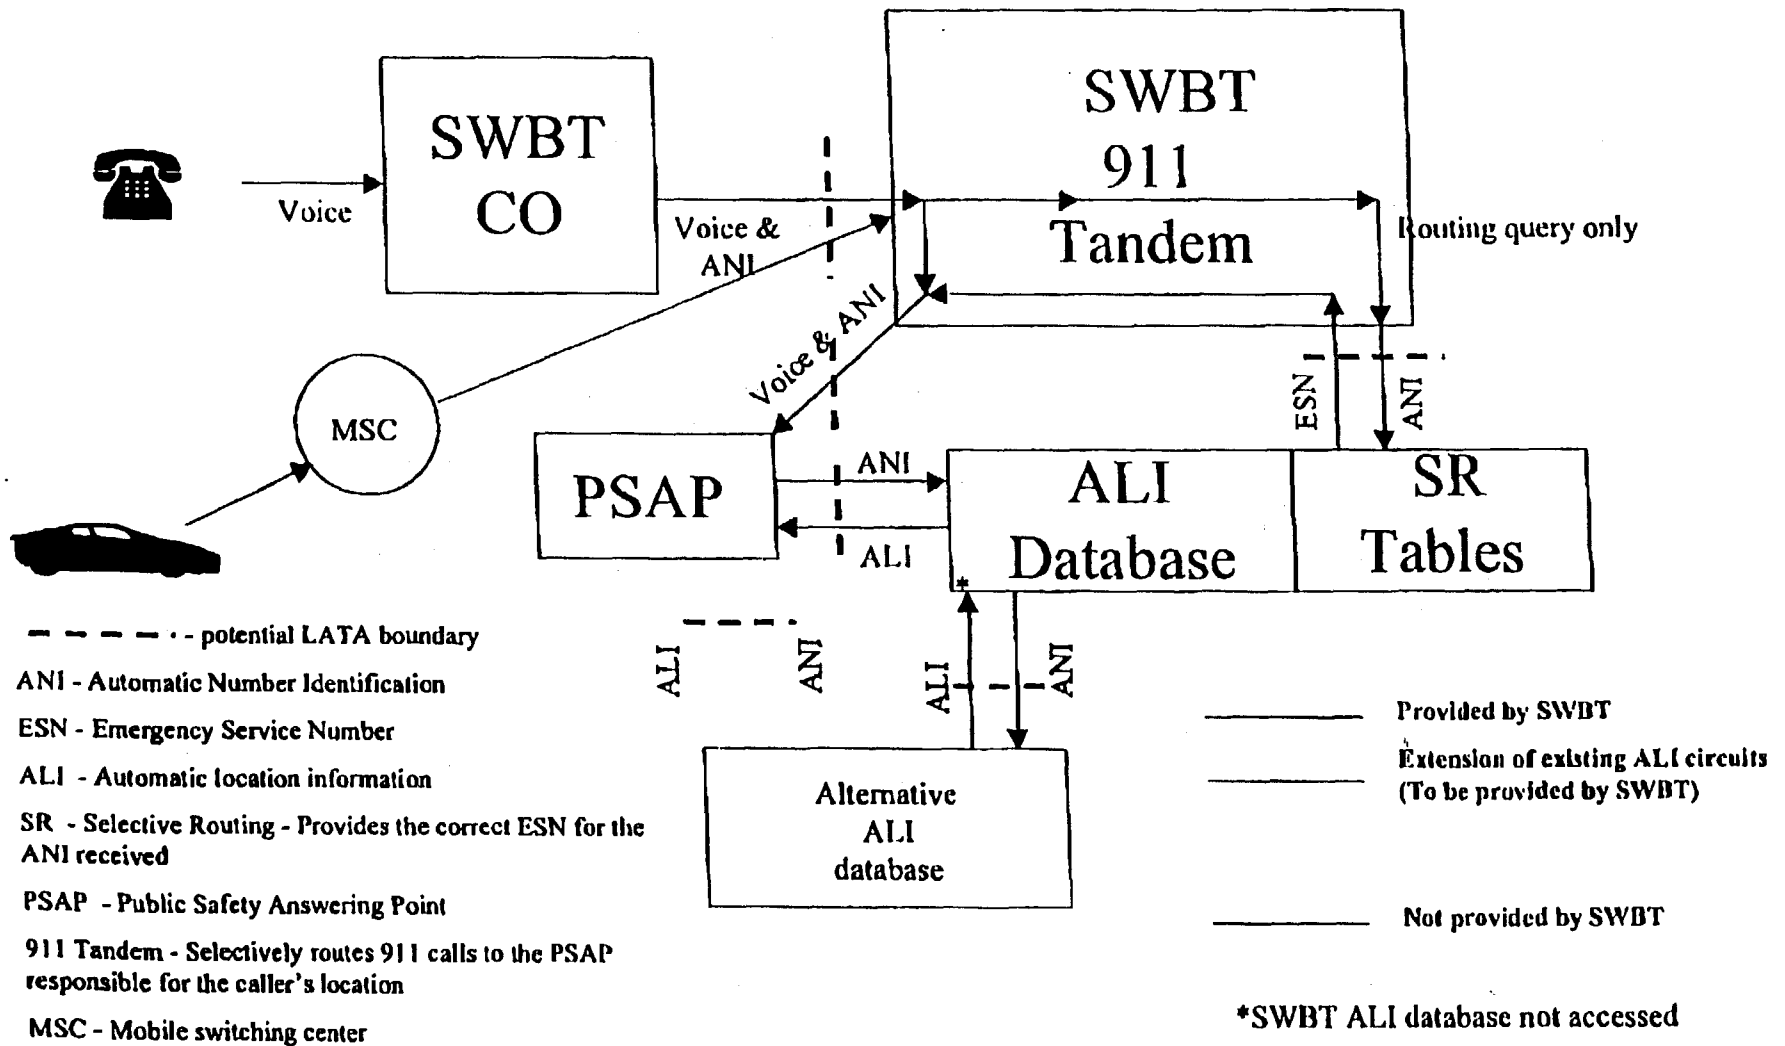 SWBT
CO
SWBT
911
Tandem
Voice
Voice &
ANI
Routing query only
Voice & ANI
MSC
ESN
ANI
PSAP
ANI
ALI
ALI
Database
*
SR
Tables
ALI
ANI
ALI
ANI
Alternative
ALI
database
- potential LATA boundary
ANI - Automatic Number Identification
ESN - Emergency Service Number
ALI - Automatic location information
SR - Selective Routing - Provides the correct ESN for the
ANI received
PSAP - Public Safety Answering Point
911 Tandem - Selectively routes 911 calls to the PSAP
responsible for the caller's location
MSC - Mobile switching center
Provided by SWBT
Extension of existing ALI circuits
(To be provided by SWBT)
Not provided by SWBT
*SWBT ALI database not accessed